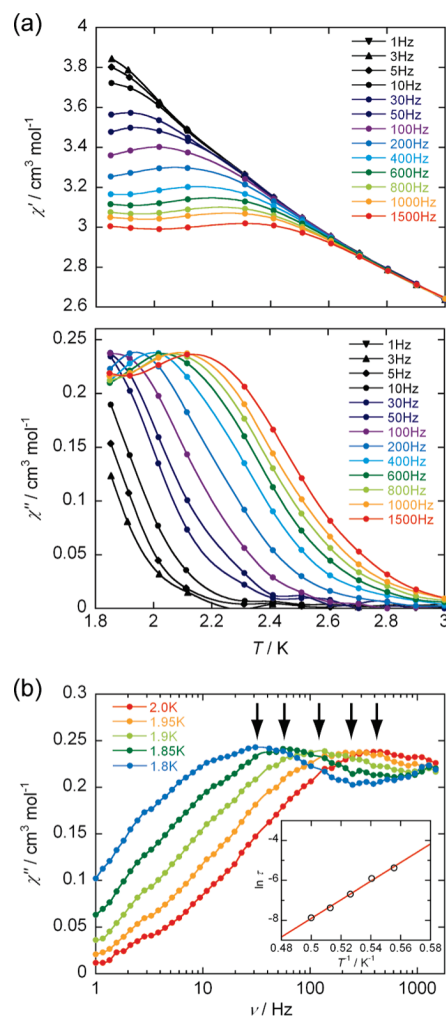 (a)
4
3.8
3.6
3.4
3.2
3
2.8
2.6
χ′ / cm³ mol⁻¹
1Hz
3Hz
5Hz
10Hz
30Hz
50Hz
100Hz
200Hz
400Hz
600Hz
800Hz
1000Hz
1500Hz
0.25
0.2
0.15
0.1
0.05
0
χ″ / cm³ mol⁻¹
1Hz
3Hz
5Hz
10Hz
30Hz
50Hz
100Hz
200Hz
400Hz
600Hz
800Hz
1000Hz
1500Hz
1.8 2 2.2 2.4 2.6 2.8 3
T / K
(b)
0.3
0.25
0.2
0.15
0.1
0.05
0
χ″ / cm³ mol⁻¹
2.0K
1.95K
1.9K
1.85K
1.8K
-4
-6
-8
ln τ
0.48 0.5 0.52 0.54 0.56 0.58
T⁻¹ / K⁻¹
1 10 100 1000
ν / Hz